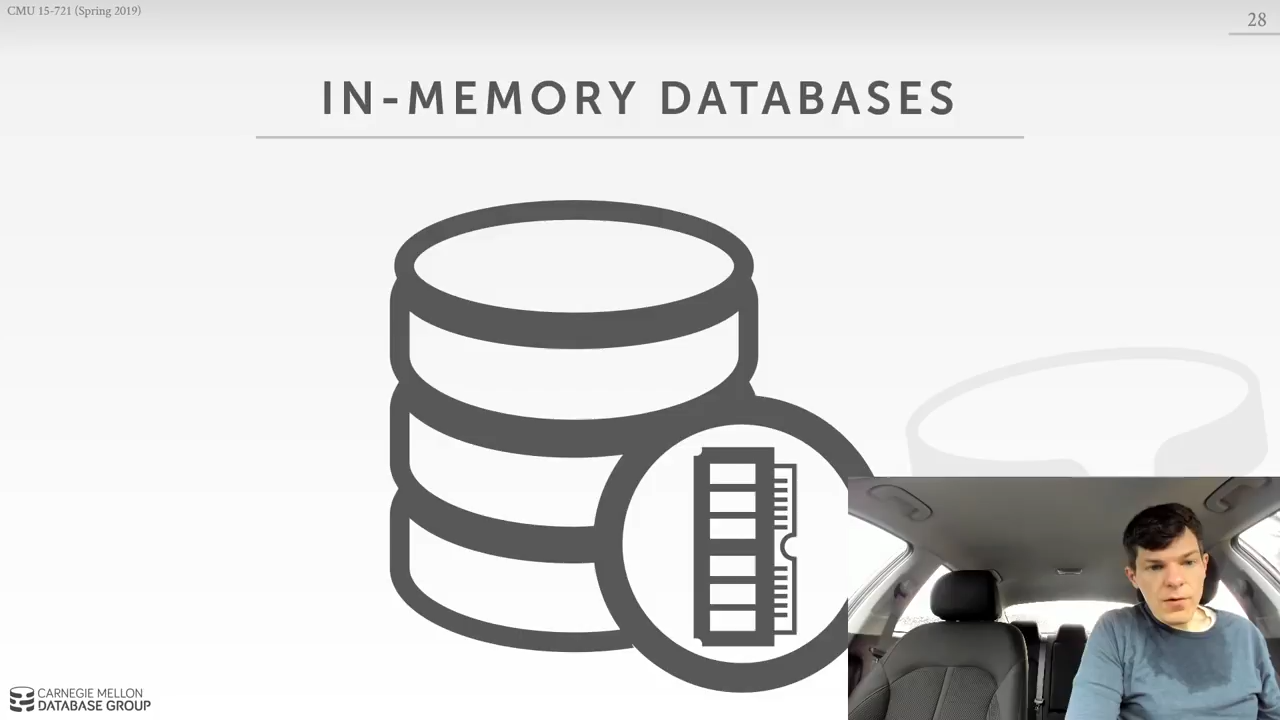 CMU 15-721 (Spring 2019)
28
IN-MEMORY DATABASES
CARNEGIE MELLON
DATABASE GROUP